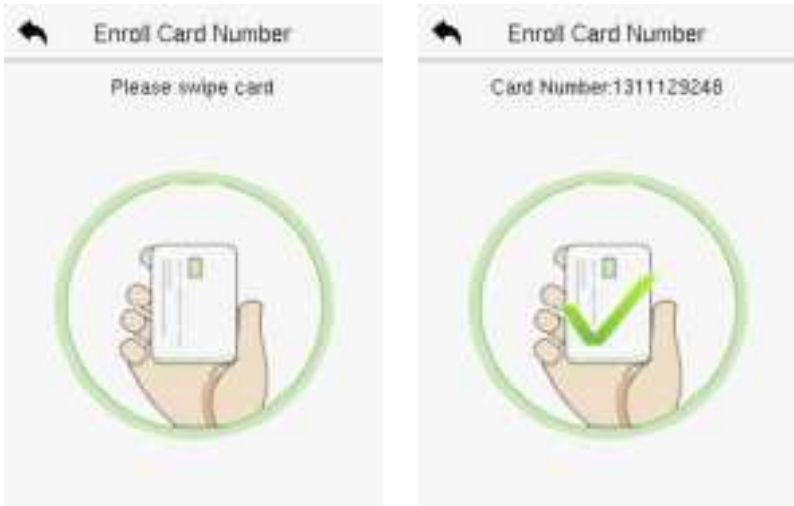 Enroll Card Number
Please swipe card
Enroll Card Number
Card Number:1311129248